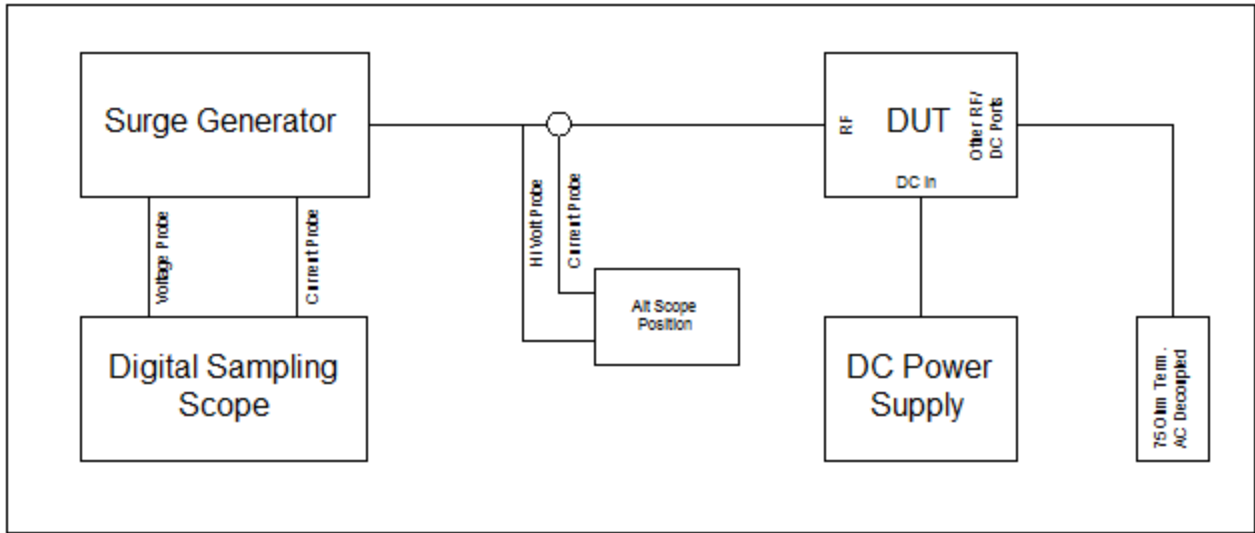 Surge Generator
RF
DUT
Other RF/
DC Ports
DC In
Voltage Probe
Current Probe
Hi Volt Probe
Current Probe
Alt Scope
Position
Digital Sampling
Scope
DC Power
Supply
75 Ohm Term.
AC Decoupled